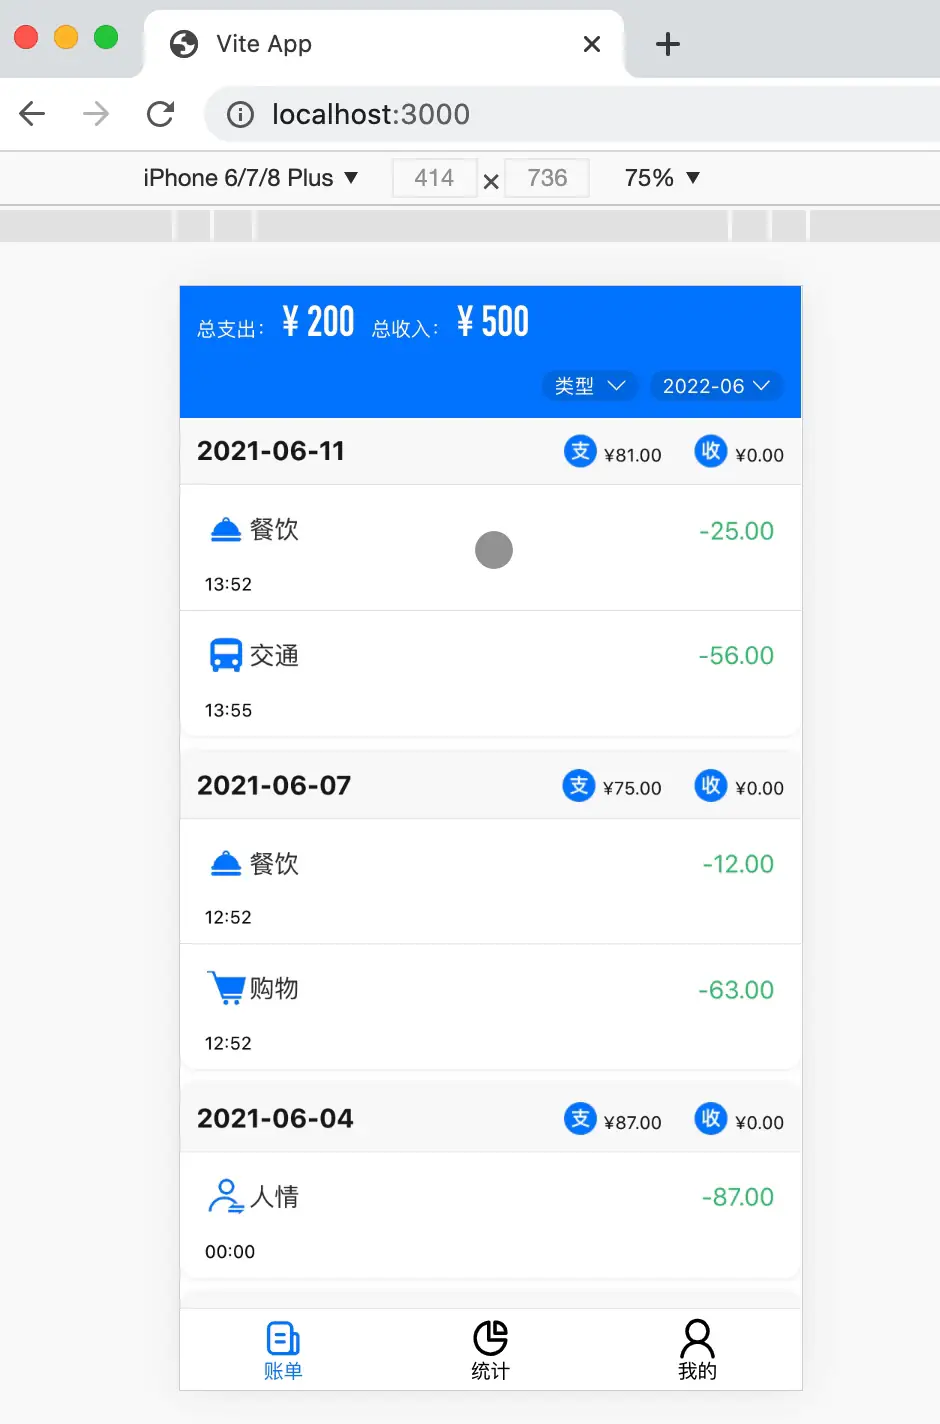 Vite App
localhost:3000
iPhone 6/7/8 Plus 414 × 736 75%
总支出: ¥ 200 总收入: ¥ 500
类型 2022-06
2021-06-11 支 ¥81.00 收 ¥0.00
餐饮 -25.00
13:52
交通 -56.00
13:55
2021-06-07 支 ¥75.00 收 ¥0.00
餐饮 -12.00
12:52
购物 -63.00
12:52
2021-06-04 支 ¥87.00 收 ¥0.00
人情 -87.00
00:00
账单 统计 我的